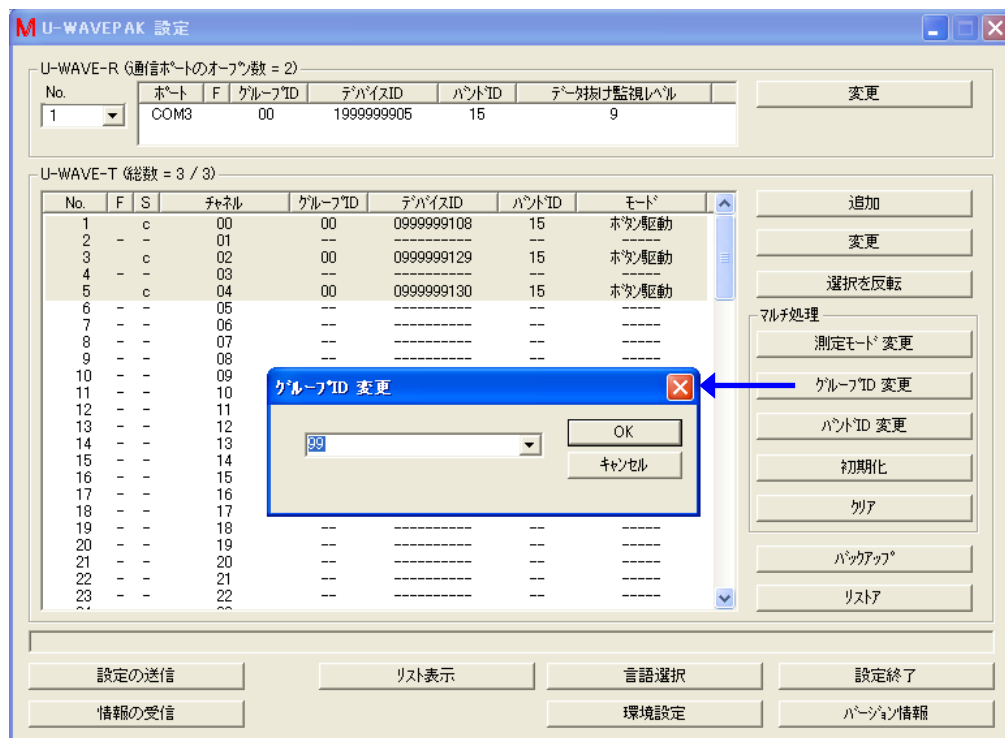 M U-WAVEPAK 設定
U-WAVE-R (通信ﾎﾟｰﾄのｵｰﾌﾟﾝ数 = 2)
No. ﾎﾟｰﾄ F ｸﾞﾙｰﾌﾟID ﾃﾞﾊﾞｲｽID ﾊﾞﾝﾄﾞID ﾃﾞｰﾀ抜け監視ﾚﾍﾞﾙ 変更
1 COM3 00 1999999905 15 9
U-WAVE-T (総数 = 3 / 3)
No. F S ﾁｬﾈﾙ ｸﾞﾙｰﾌﾟID ﾃﾞﾊﾞｲｽID ﾊﾞﾝﾄﾞID ﾓｰﾄﾞ
1 c 00 00 0999999108 15 ﾎﾞﾀﾝ駆動
2 - - 01 -- ---------- -- -----
3 c 02 00 0999999129 15 ﾎﾞﾀﾝ駆動
4 - - 03 -- ---------- -- -----
5 c 04 00 0999999130 15 ﾎﾞﾀﾝ駆動
6 - - 05 -- ---------- -- -----
7 - - 06 -- ---------- -- -----
8 - - 07 -- ---------- -- -----
9 - - 08 -- ---------- -- -----
10 - - 09
11 - - 10
12 - - 11
13 - - 12
14 - - 13
15 - - 14
16 - - 15
17 - - 16
18 - - 17
19 - - 18 -- ---------- -- -----
20 - - 19 -- ---------- -- -----
21 - - 20 -- ---------- -- -----
22 - - 21 -- ---------- -- -----
23 - - 22 -- ---------- -- -----
追加
変更
選択を反転
ﾏﾙﾁ処理
測定ﾓｰﾄﾞ変更
ｸﾞﾙｰﾌﾟID 変更
ﾊﾞﾝﾄﾞID 変更
初期化
ｸﾘｱ
ﾊﾞｯｸｱｯﾌﾟ
ﾘｽﾄｱ
ｸﾞﾙｰﾌﾟID 変更
99
OK
ｷｬﾝｾﾙ
設定の送信 ﾘｽﾄ表示 言語選択 設定終了
情報の受信 環境設定 ﾊﾞｰｼﾞｮﾝ情報